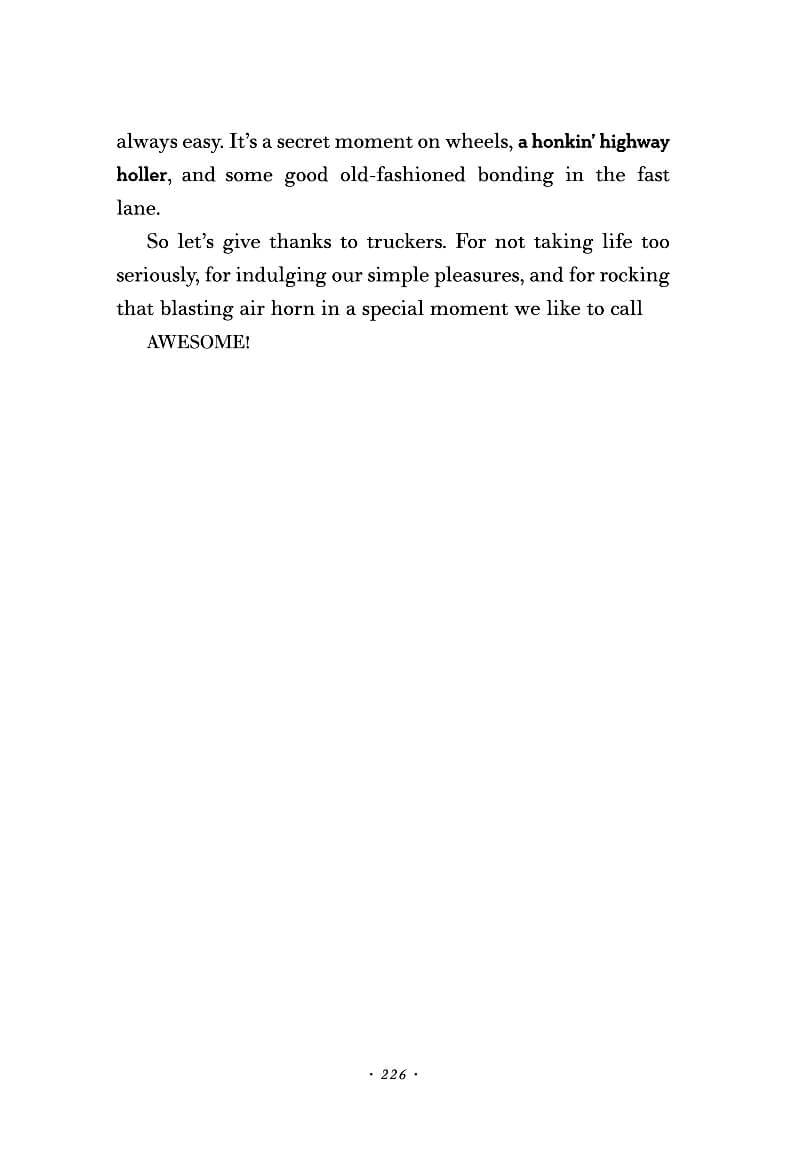 always easy. It’s a secret moment on wheels, a honkin’ highway
holler, and some good old-fashioned bonding in the fast
lane.
So let’s give thanks to truckers. For not taking life too
seriously, for indulging our simple pleasures, and for rocking
that blasting air horn in a special moment we like to call
AWESOME!
· 226 ·